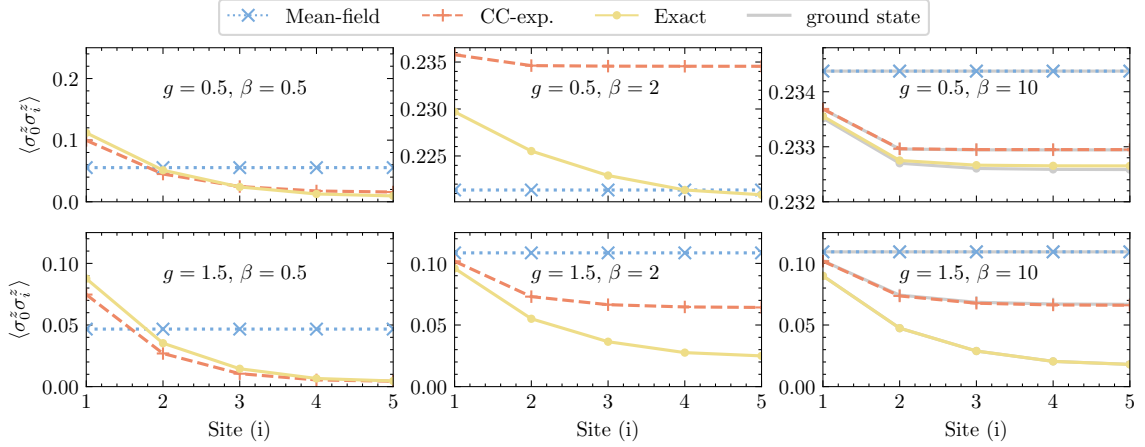 Mean-field CC-exp. Exact ground state
⟨σ₀ᶻσᵢᶻ⟩
0.2
0.1
0.0
g = 0.5, β = 0.5
0.235
0.230
0.225
g = 0.5, β = 2
0.234
0.233
0.232
g = 0.5, β = 10
⟨σ₀ᶻσᵢᶻ⟩
0.10
0.05
0.00
g = 1.5, β = 0.5
1 2 3 4 5
Site (i)
0.10
0.05
0.00
g = 1.5, β = 2
1 2 3 4 5
Site (i)
0.10
0.05
0.00
g = 1.5, β = 10
1 2 3 4 5
Site (i)